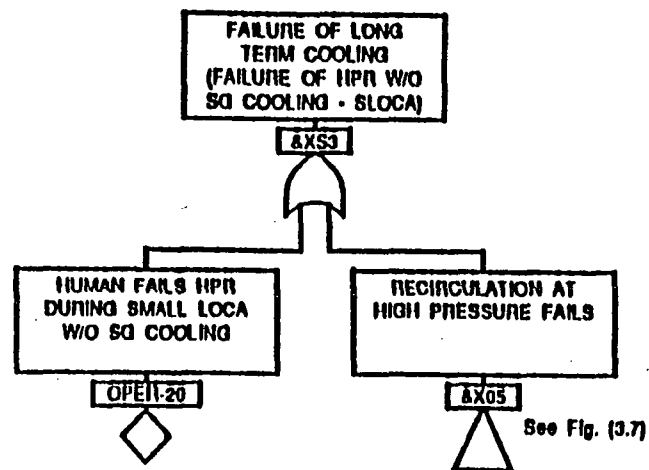 FAILURE OF LONG
TERM COOLING
(FAILURE OF HPR W/O
SG COOLING - SLOCA)
&XS3
HUMAN FAILS HPR
DURING SMALL LOCA
W/O SG COOLING
OPER-20
RECIRCULATION AT
HIGH PRESSURE FAILS
&X05
See Fig. (3.7)